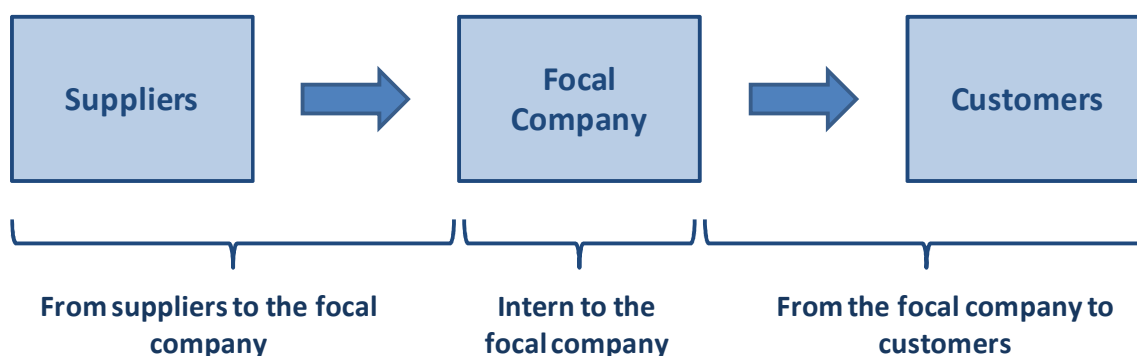 Suppliers
Focal
Company
Customers
From suppliers to the focal
company
Intern to the
focal company
From the focal company to
customers